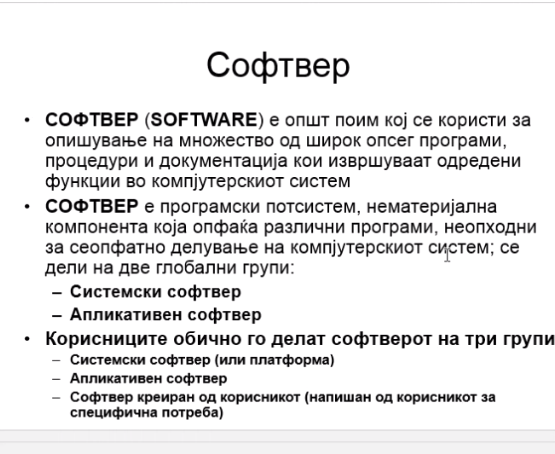 Софтвер
• СОФТВЕР (SOFTWARE) е општ поим кој се користи за
опишување на множество од широк опсег програми,
процедури и документација кои извршуваат одредени
функции во компјутерскиот систем
• СОФТВЕР е програмски потсистем, нематеријална
компонента која опфаќа различни програми, неопходни
за сеопфатно делување на компјутерскиот систем; се
дели на две глобални групи:
– Системски софтвер
– Апликативен софтвер
• Корисниците обично го делат софтверот на три групи
– Системски софтвер (или платформа)
– Апликативен софтвер
– Софтвер креиран од корисникот (напишан од корисникот за
специфична потреба)